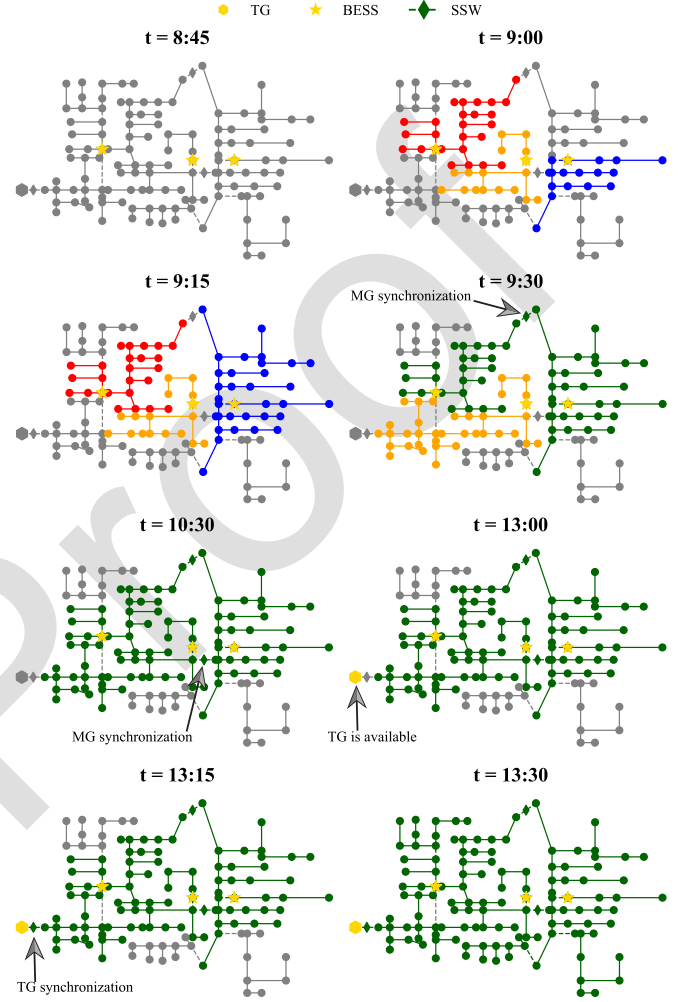 TG BESS SSW
t = 8:45 t = 9:00
t = 9:15 t = 9:30
MG synchronization
t = 10:30 t = 13:00
MG synchronization TG is available
t = 13:15 t = 13:30
TG synchronization
Proof